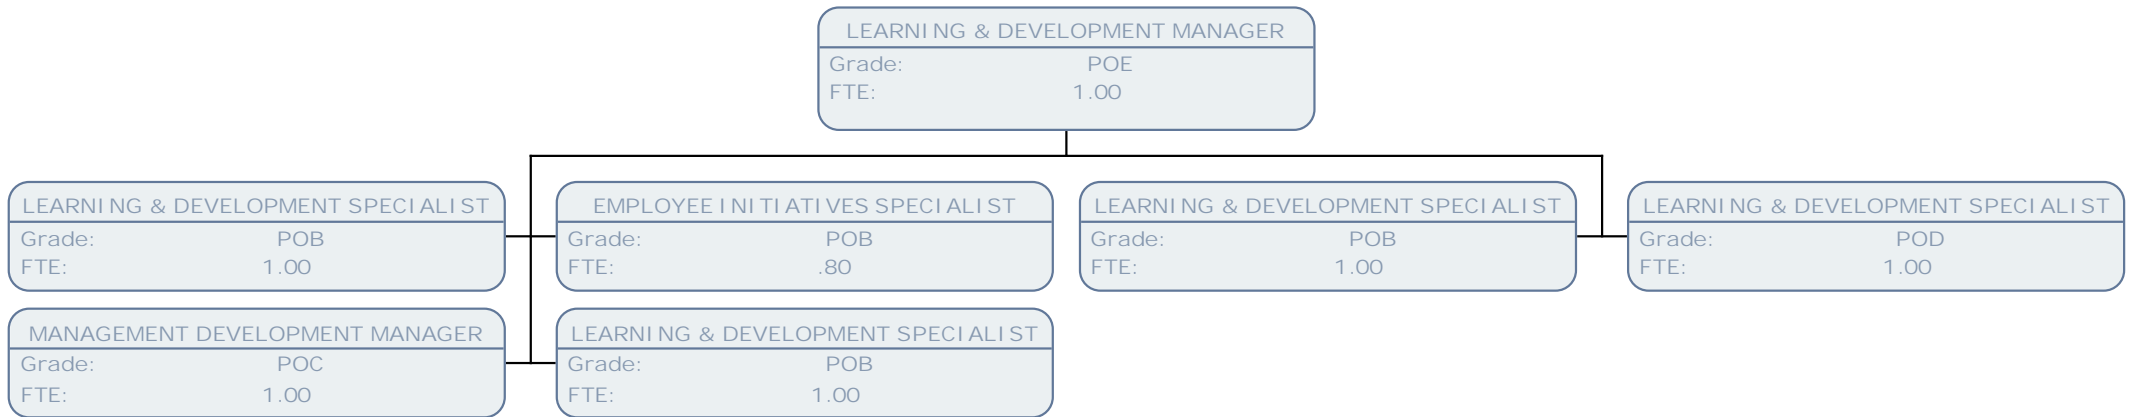 LEARNING & DEVELOPMENT MANAGER
Grade: POE
FTE: 1.00
LEARNING & DEVELOPMENT SPECIALIST
Grade: POB
FTE: 1.00
EMPLOYEE INITIATIVES SPECIALIST
Grade: POB
FTE: .80
LEARNING & DEVELOPMENT SPECIALIST
Grade: POB
FTE: 1.00
LEARNING & DEVELOPMENT SPECIALIST
Grade: POD
FTE: 1.00
MANAGEMENT DEVELOPMENT MANAGER
Grade: POC
FTE: 1.00
LEARNING & DEVELOPMENT SPECIALIST
Grade: POB
FTE: 1.00